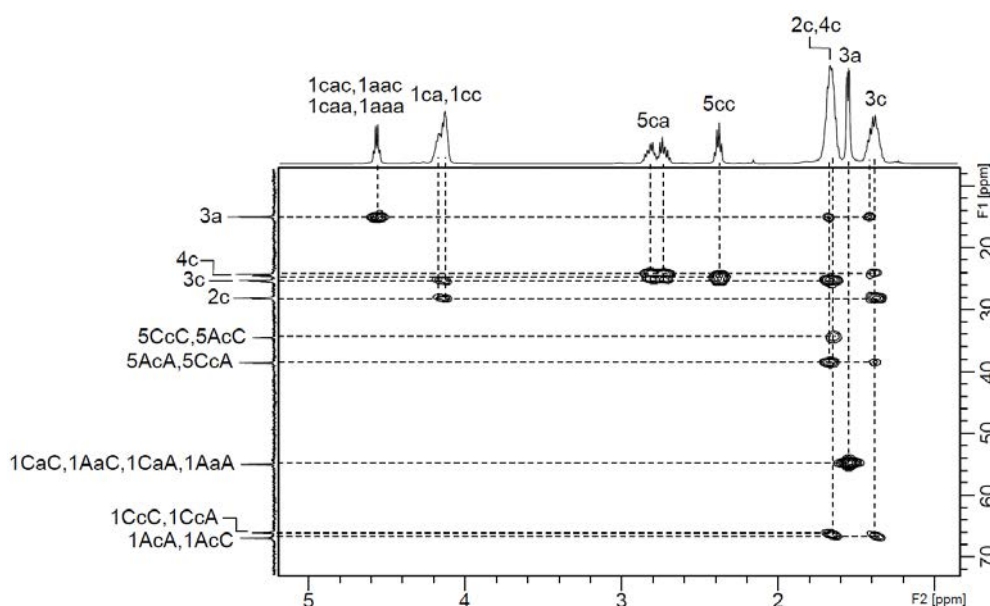 2c,4c
3a
1cac,1aac
1caa,1aaa
1ca,1cc
5ca
5cc
3c
3a
4c
3c
2c
5CcC,5AcC
5AcA,5CcA
1CaC,1AaC,1CaA,1AaA
1CcC,1CcA
1AcA,1AcC
F1 [ppm]
20
30
40
50
60
70
5
4
3
2
F2 [ppm]